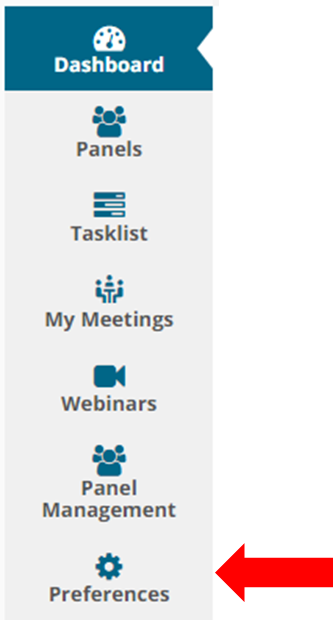 Dashboard
Panels
Tasklist
My Meetings
Webinars
Panel
Management
Preferences